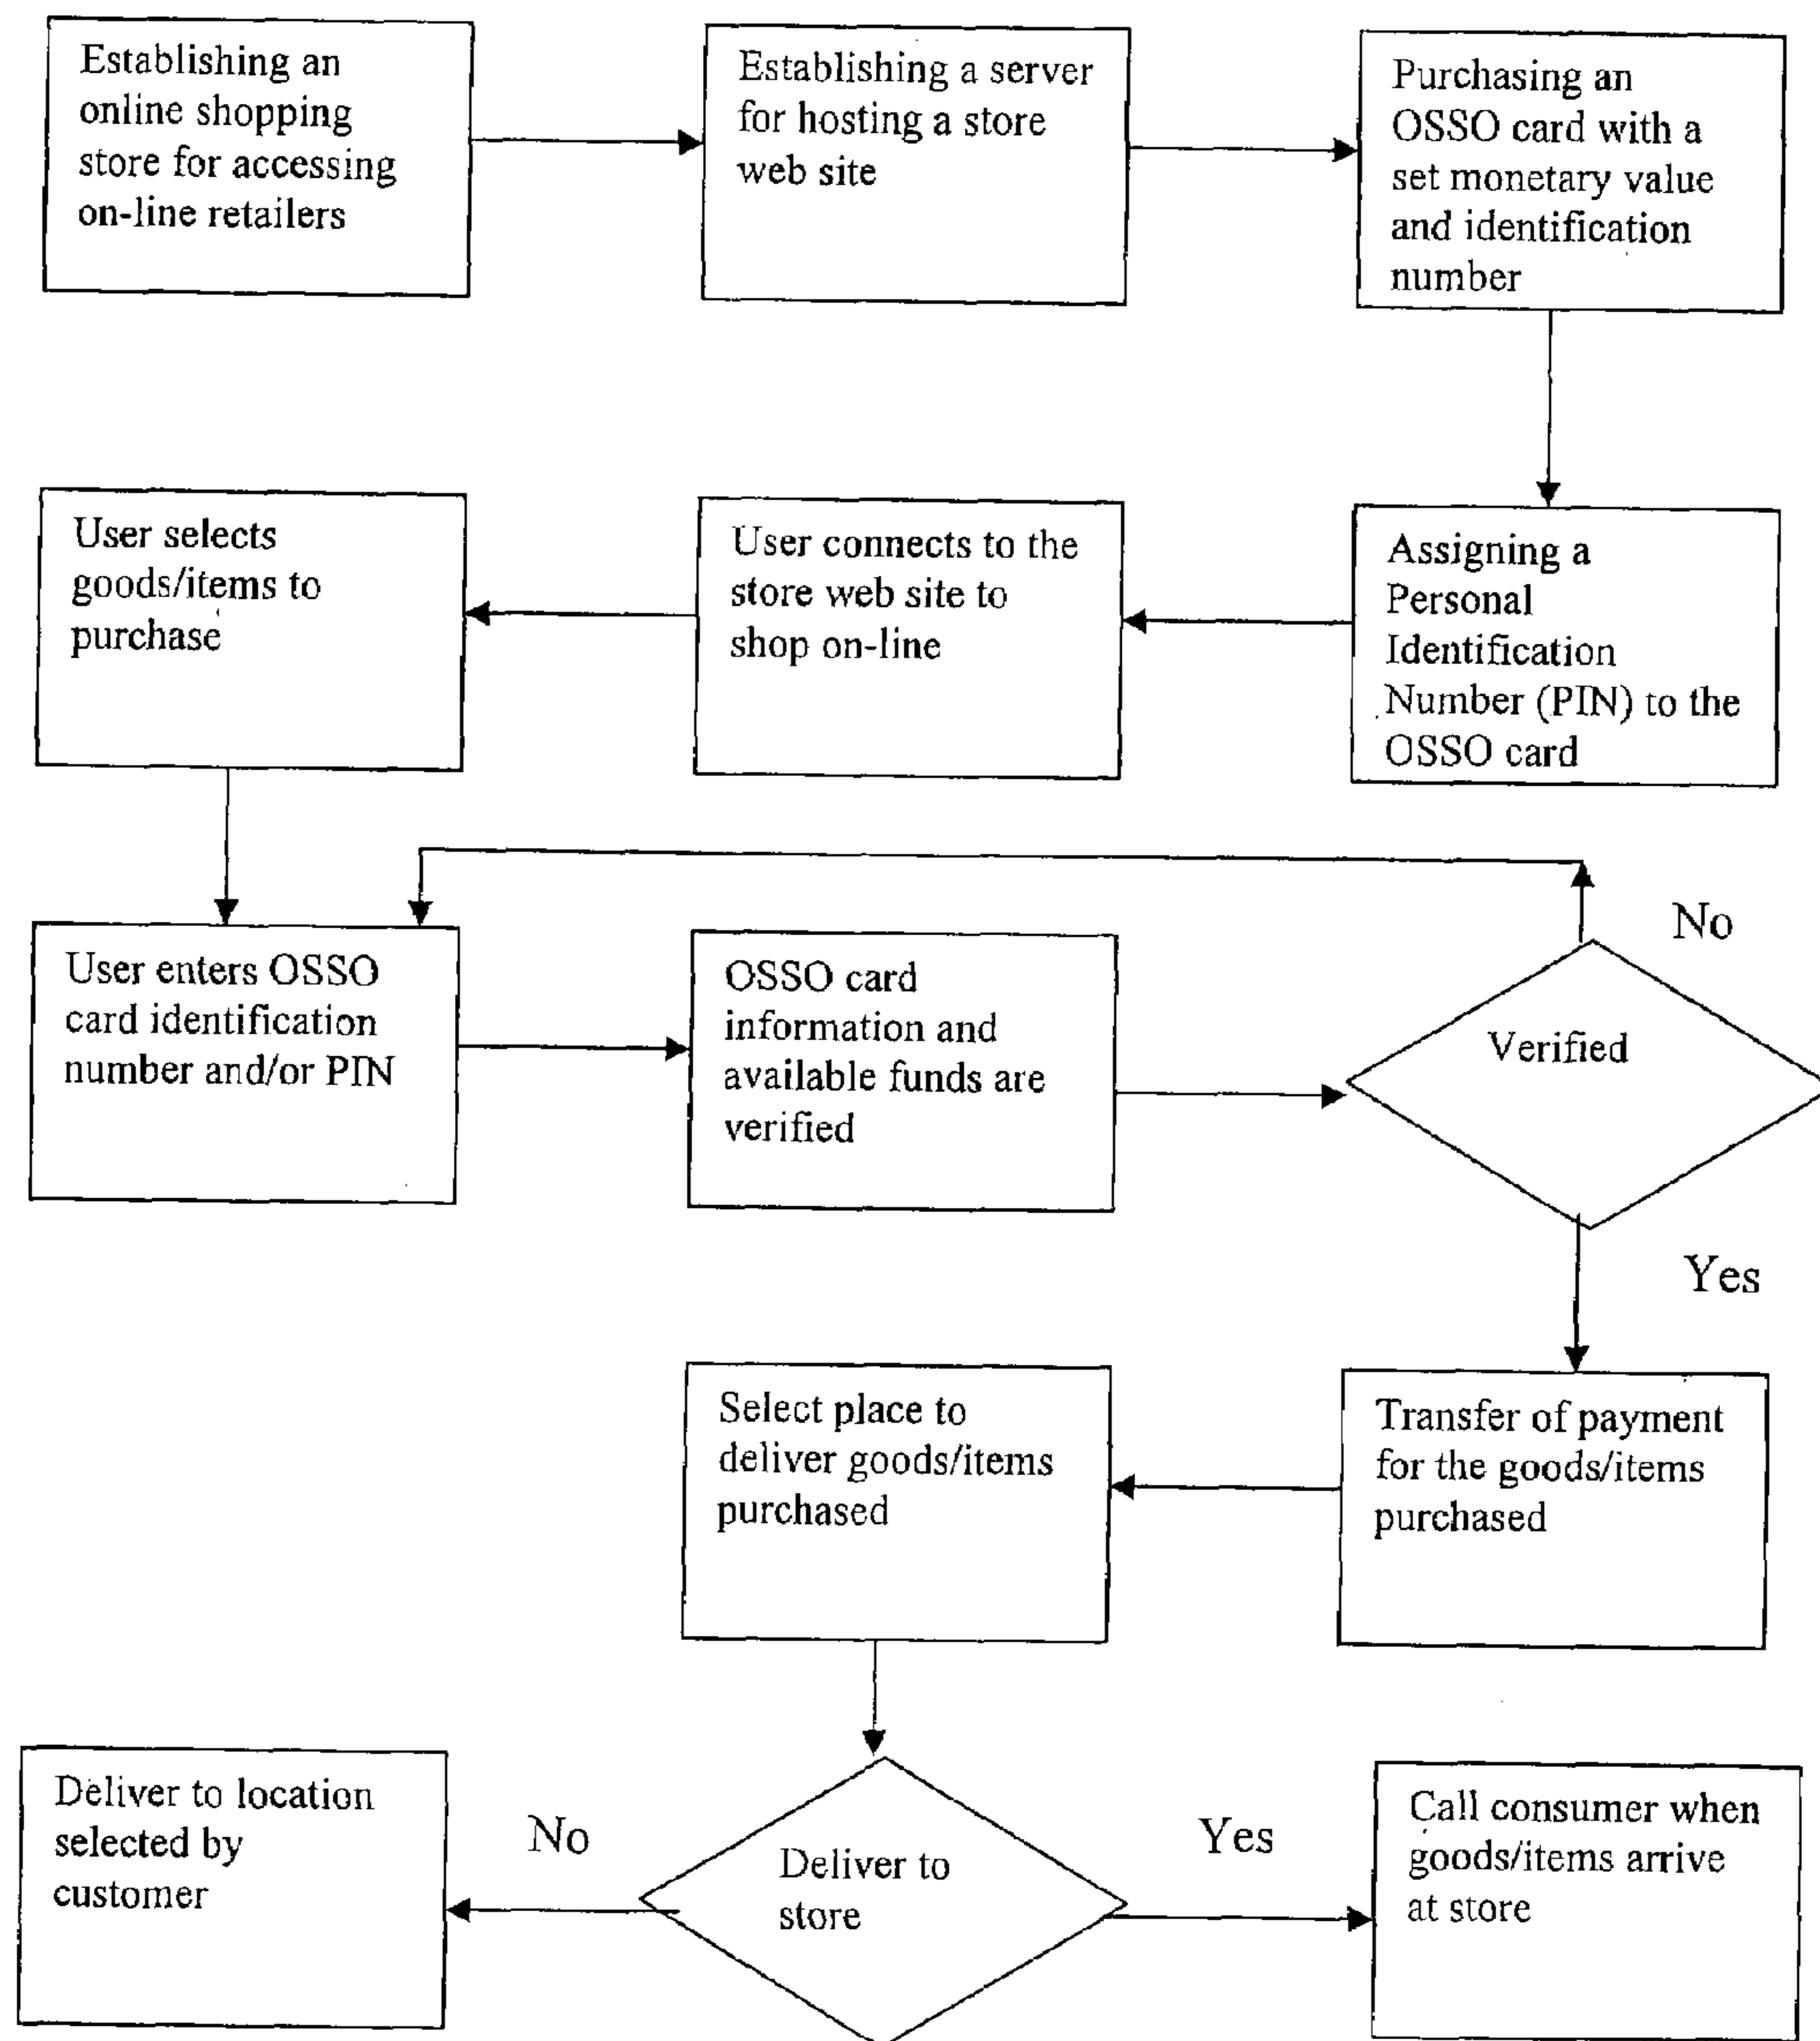 Establishing an
online shopping
store for accessing
on-line retailers
Establishing a server
for hosting a store
web site
Purchasing an
OSSO card with a
set monetary value
and identification
number
Assigning a
Personal
Identification
Number (PIN) to the
OSSO card
User connects to the
store web site to
shop on-line
User selects
goods/items to
purchase
User enters OSSO
card identification
number and/or PIN
OSSO card
information and
available funds are
verified
Verified
No
Yes
Transfer of payment
for the goods/items
purchased
Select place to
deliver goods/items
purchased
Deliver to
store
No
Deliver to location
selected by
customer
Yes
Call consumer when
goods/items arrive
at store